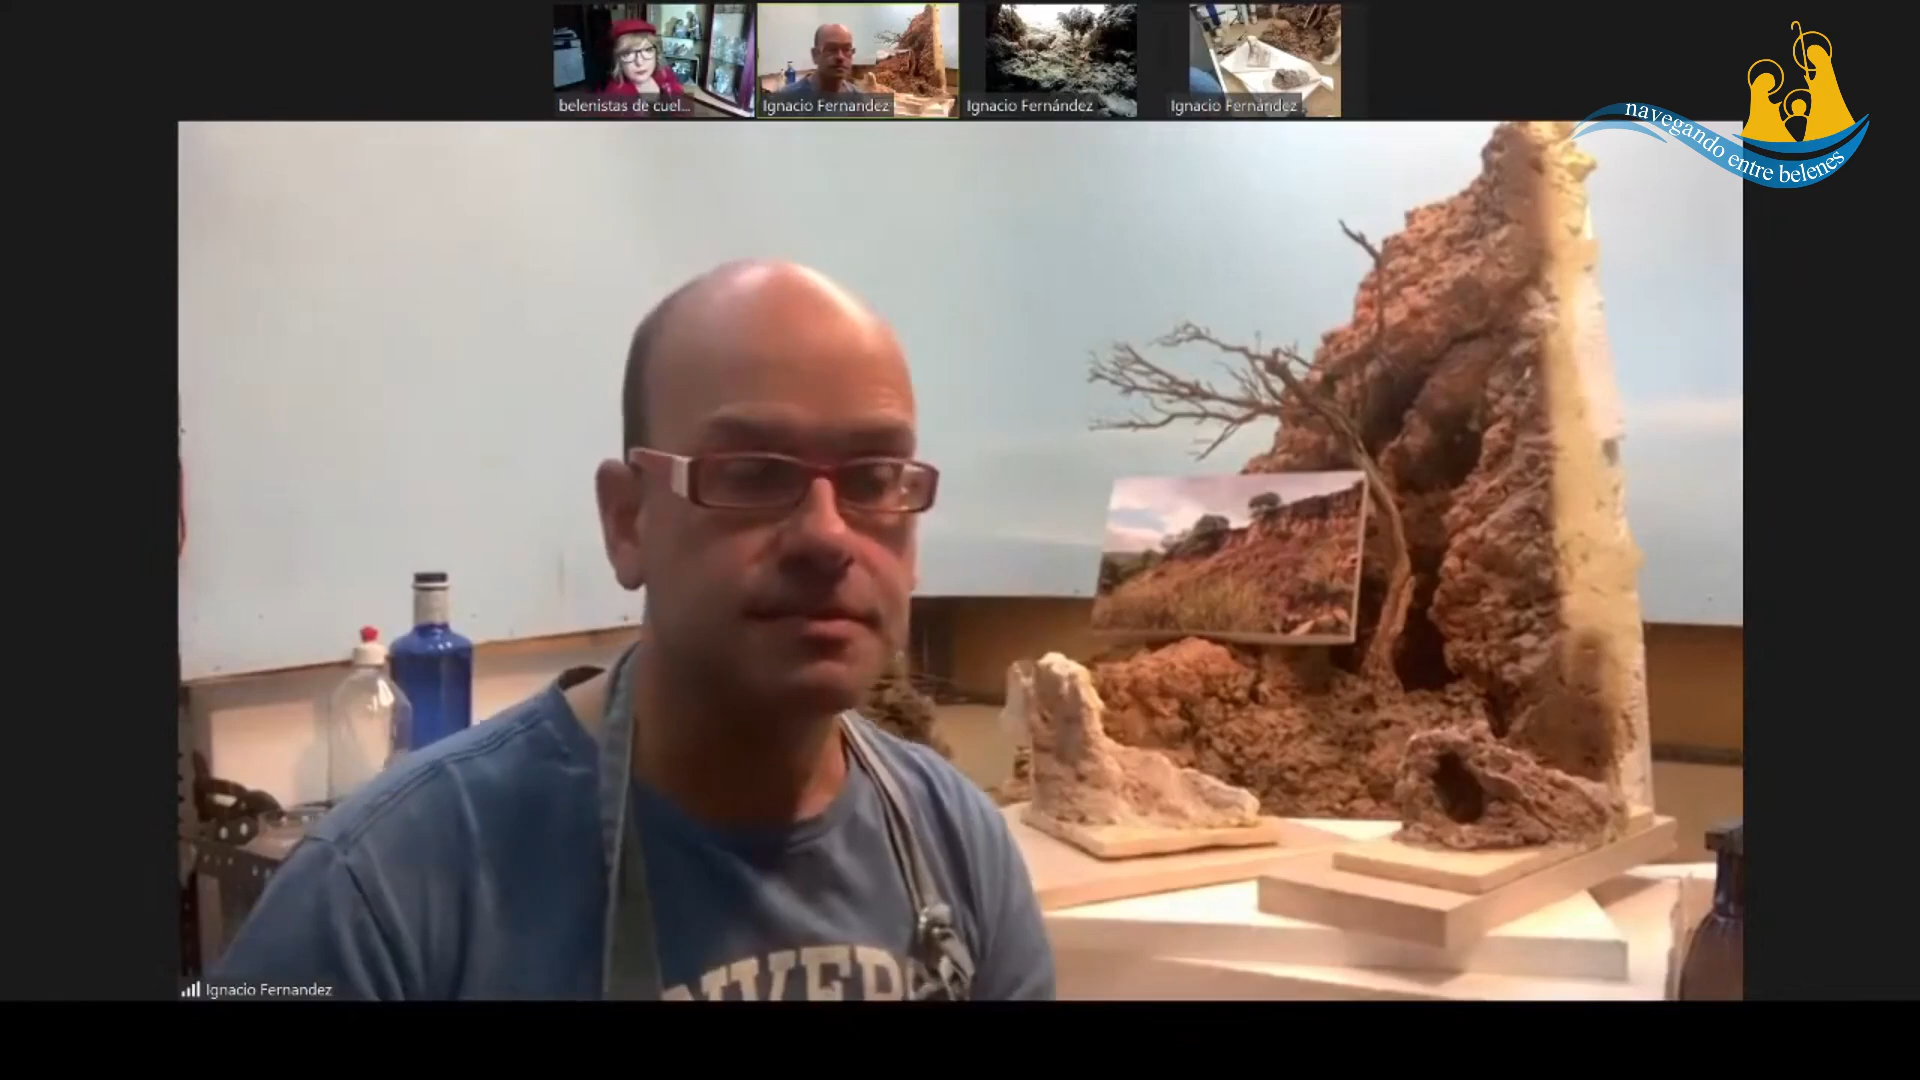 belenistas de cuel...
Ignacio Fernandez
Ignacio Fernández
Ignacio Fernández
navegando entre belenes
Ignacio Fernandez